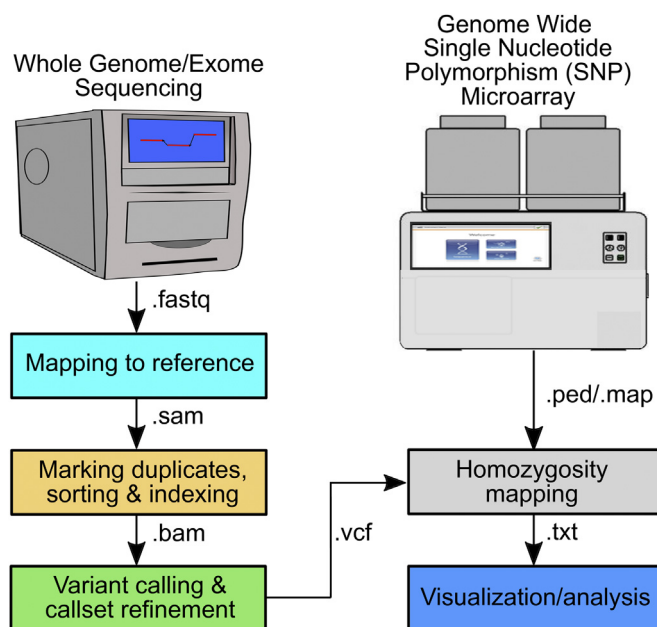 Whole Genome/Exome
Sequencing
Genome Wide
Single Nucleotide
Polymorphism (SNP)
Microarray
.fastq
Mapping to reference
.sam
Marking duplicates,
sorting & indexing
.bam
Variant calling &
callset refinement
.vcf
.ped/.map
Homozygosity
mapping
.txt
Visualization/analysis